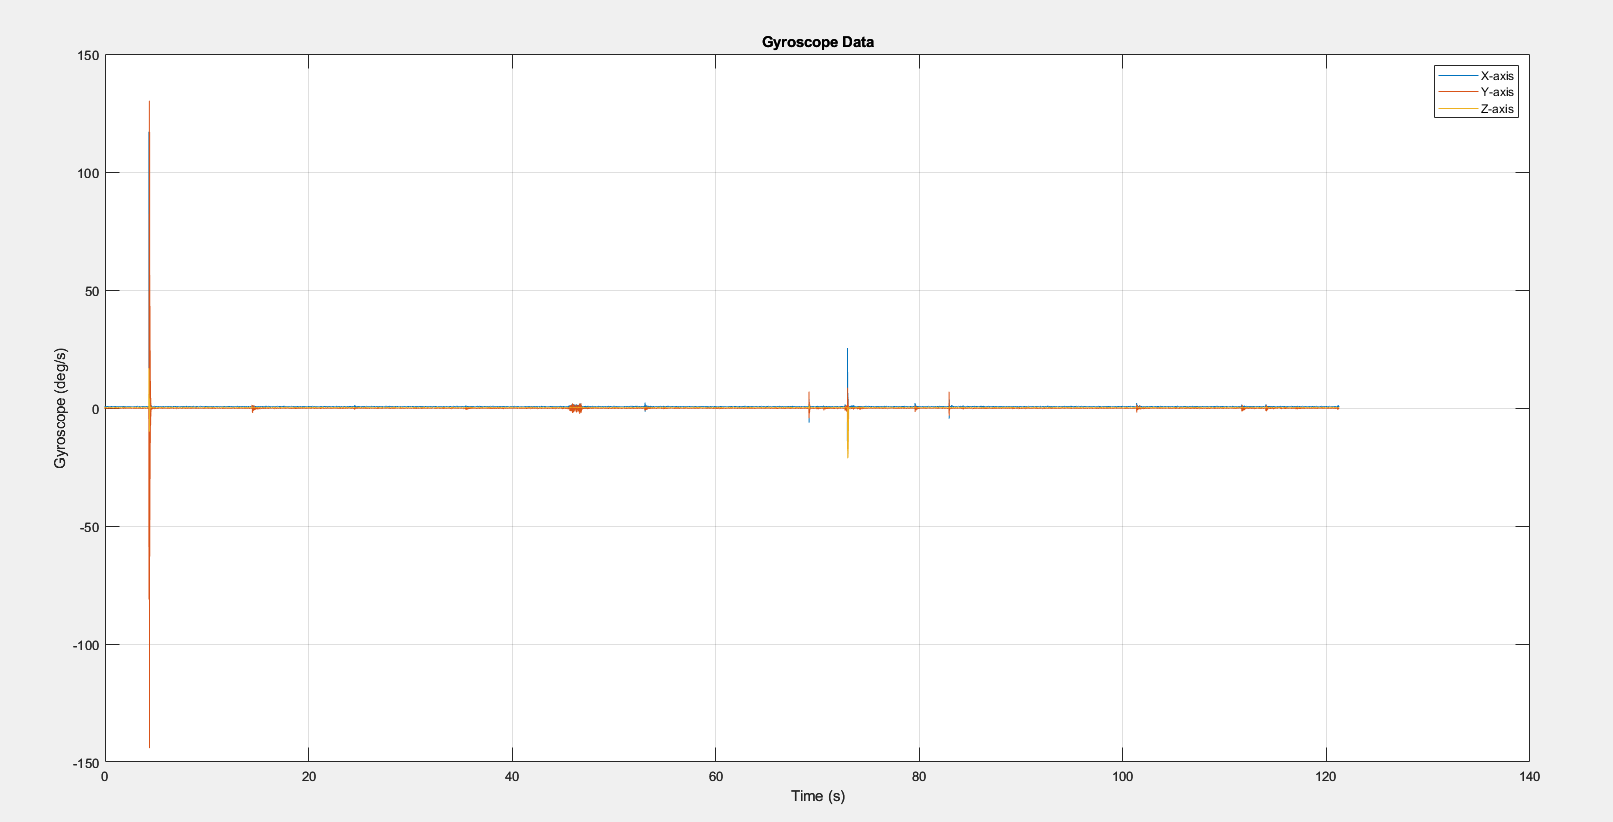 Gyroscope Data
X-axis
Y-axis
Z-axis
150
100
50
0
-50
-100
-150
Gyroscope (deg/s)
0 20 40 60 80 100 120 140
Time (s)